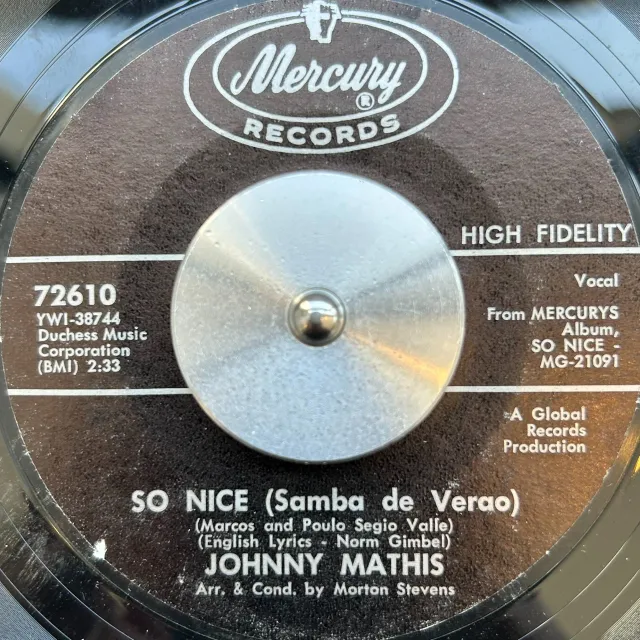 Mercury
®
RECORDS
HIGH FIDELITY
72610
YW1-38744
Duchess Music
Corporation
(BMI) 2:33
Vocal
From MERCURYS
Album,
SO NICE -
MG-21091
A Global
Records
Production
SO NICE (Samba de Verao)
(Marcos and Poulo Segio Valle)
(English Lyrics - Norm Gimbel)
JOHNNY MATHIS
Arr. & Cond. by Morton Stevens